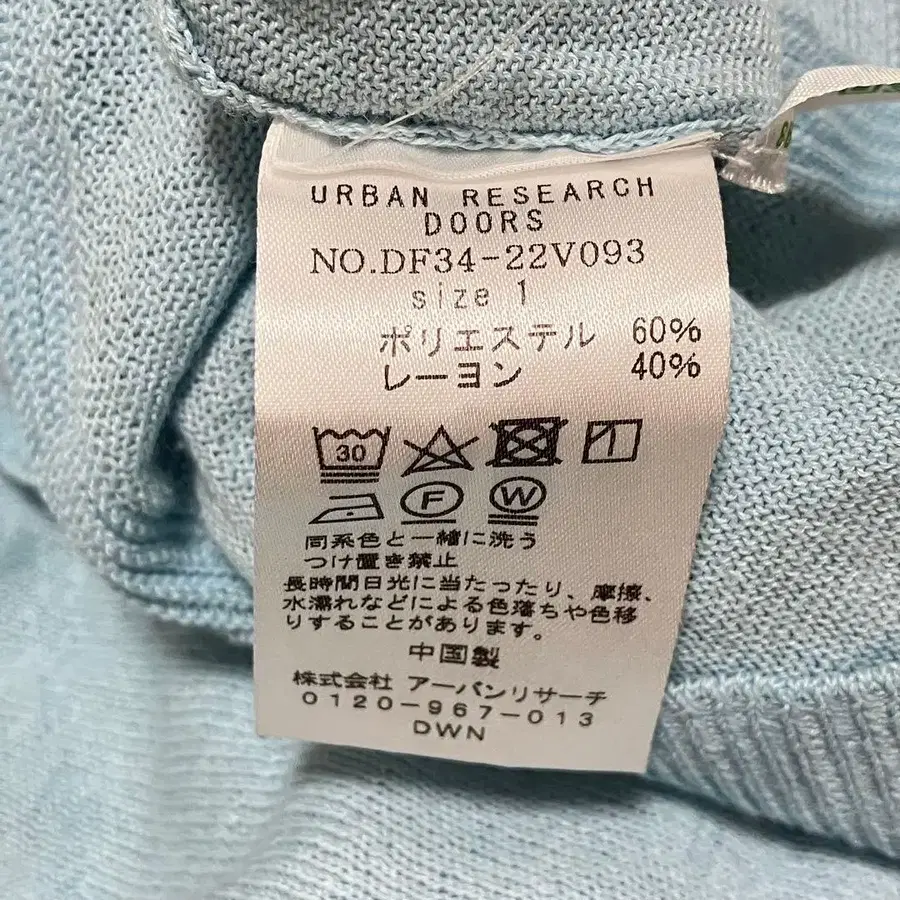 URBAN RESEARCH
DOORS
NO.DF34-22V093
size 1
ポリエステル 60%
レーヨン 40%
30
F W
同系色と一緒に洗う
つけ置き禁止
長時間日光に当たったり、摩擦、
水濡れなどによる色落ちや色移
りすることがあります。
中国製
株式会社 アーバンリサーチ
0120-967-013
DWN